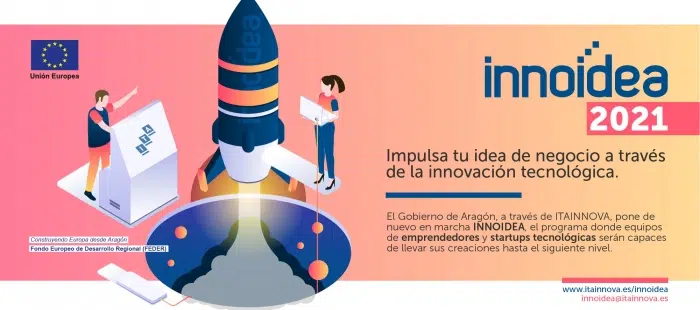 Unión Europea
innoidea
2021
Impulsa tu idea de negocio a través
de la innovación tecnológica.
El Gobierno de Aragón, a través de ITAINNOVA, pone de
nuevo en marcha INNOIDEA, el programa donde equipos
de emprendedores y startups tecnológicas serán capaces
de llevar sus creaciones hasta el siguiente nivel.
Construyendo Europa desde Aragón
Fondo Europeo de Desarrollo Regional (FEDER)
www.itainnova.es/innoidea
innoidea@itainnova.es